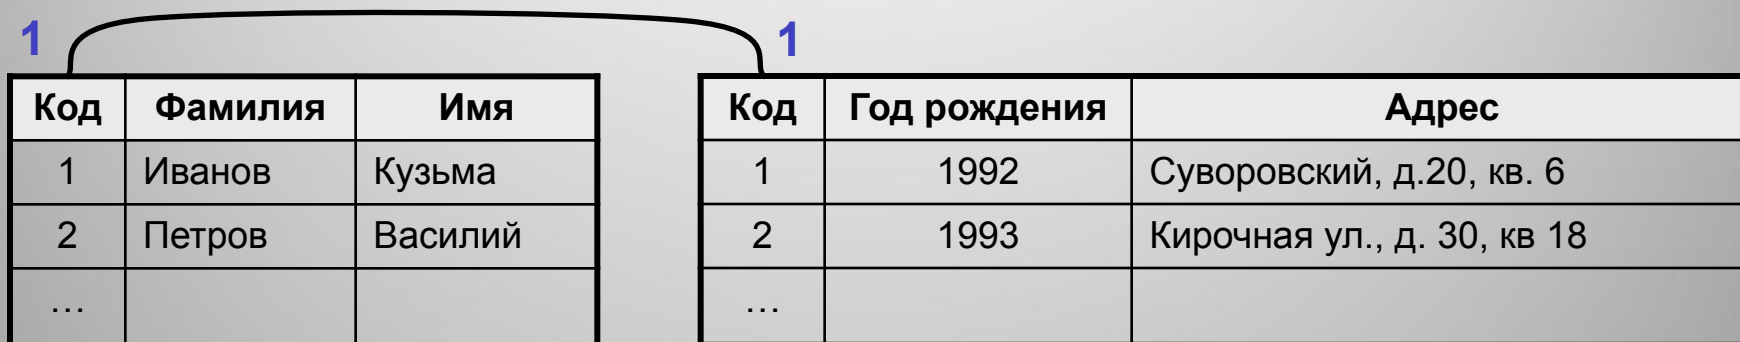 1 1
Код Фамилия Имя Код Год рождения Адрес
1 Иванов Кузьма 1 1992 Суворовский, д.20, кв. 6
2 Петров Василий 2 1993 Кирочная ул., д. 30, кв 18
… …